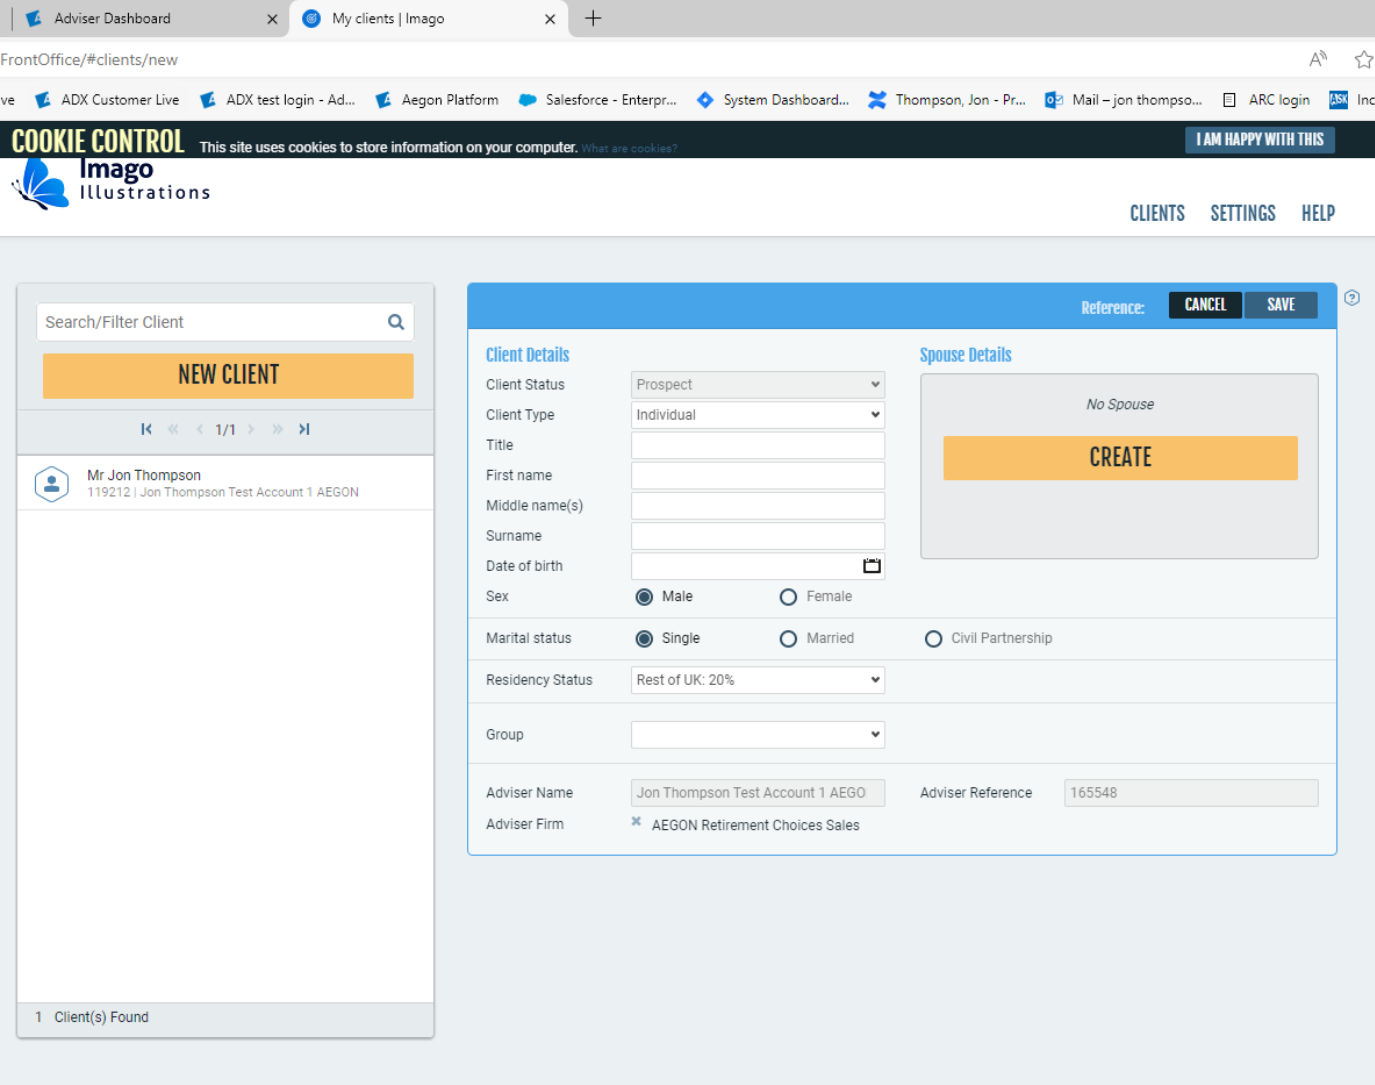 Adviser Dashboard
My clients | Imago
FrontOffice/#clients/new
ve ADX Customer Live ADX test login - Ad... Aegon Platform Salesforce - Enterpr... System Dashboard... Thompson, Jon - Pr... Mail – jon thompso... ARC login Inc
COOKIE CONTROL This site uses cookies to store information on your computer. What are cookies? I AM HAPPY WITH THIS
Imago
Illustrations
CLIENTS SETTINGS HELP
Search/Filter Client
NEW CLIENT
1/1
Mr Jon Thompson
119212 | Jon Thompson Test Account 1 AEGON
1 Client(s) Found
Reference: CANCEL SAVE
Client Details
Client Status Prospect
Client Type Individual
Title
First name
Middle name(s)
Surname
Date of birth
Sex Male Female
Marital status Single Married Civil Partnership
Residency Status Rest of UK: 20%
Group
Adviser Name Jon Thompson Test Account 1 AEGO Adviser Reference 165548
Adviser Firm AEGON Retirement Choices Sales
Spouse Details
No Spouse
CREATE